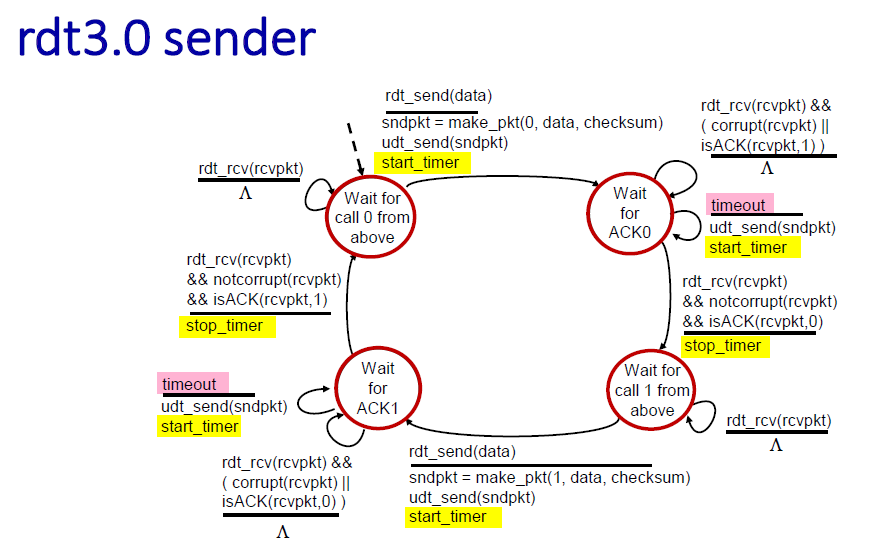 rdt3.0 sender
rdt_send(data)
sndpkt = make_pkt(0, data, checksum)
udt_send(sndpkt)
start_timer
rdt_rcv(rcvpkt) &&
( corrupt(rcvpkt) ||
isACK(rcvpkt,1) )
Λ
rdt_rcv(rcvpkt)
Λ
Wait for
call 0 from
above
Wait
for
ACK0
timeout
udt_send(sndpkt)
start_timer
rdt_rcv(rcvpkt)
&& notcorrupt(rcvpkt)
&& isACK(rcvpkt,1)
stop_timer
rdt_rcv(rcvpkt)
&& notcorrupt(rcvpkt)
&& isACK(rcvpkt,0)
stop_timer
timeout
udt_send(sndpkt)
start_timer
Wait
for
ACK1
Wait for
call 1 from
above
rdt_rcv(rcvpkt)
Λ
rdt_rcv(rcvpkt) &&
( corrupt(rcvpkt) ||
isACK(rcvpkt,0) )
Λ
rdt_send(data)
sndpkt = make_pkt(1, data, checksum)
udt_send(sndpkt)
start_timer